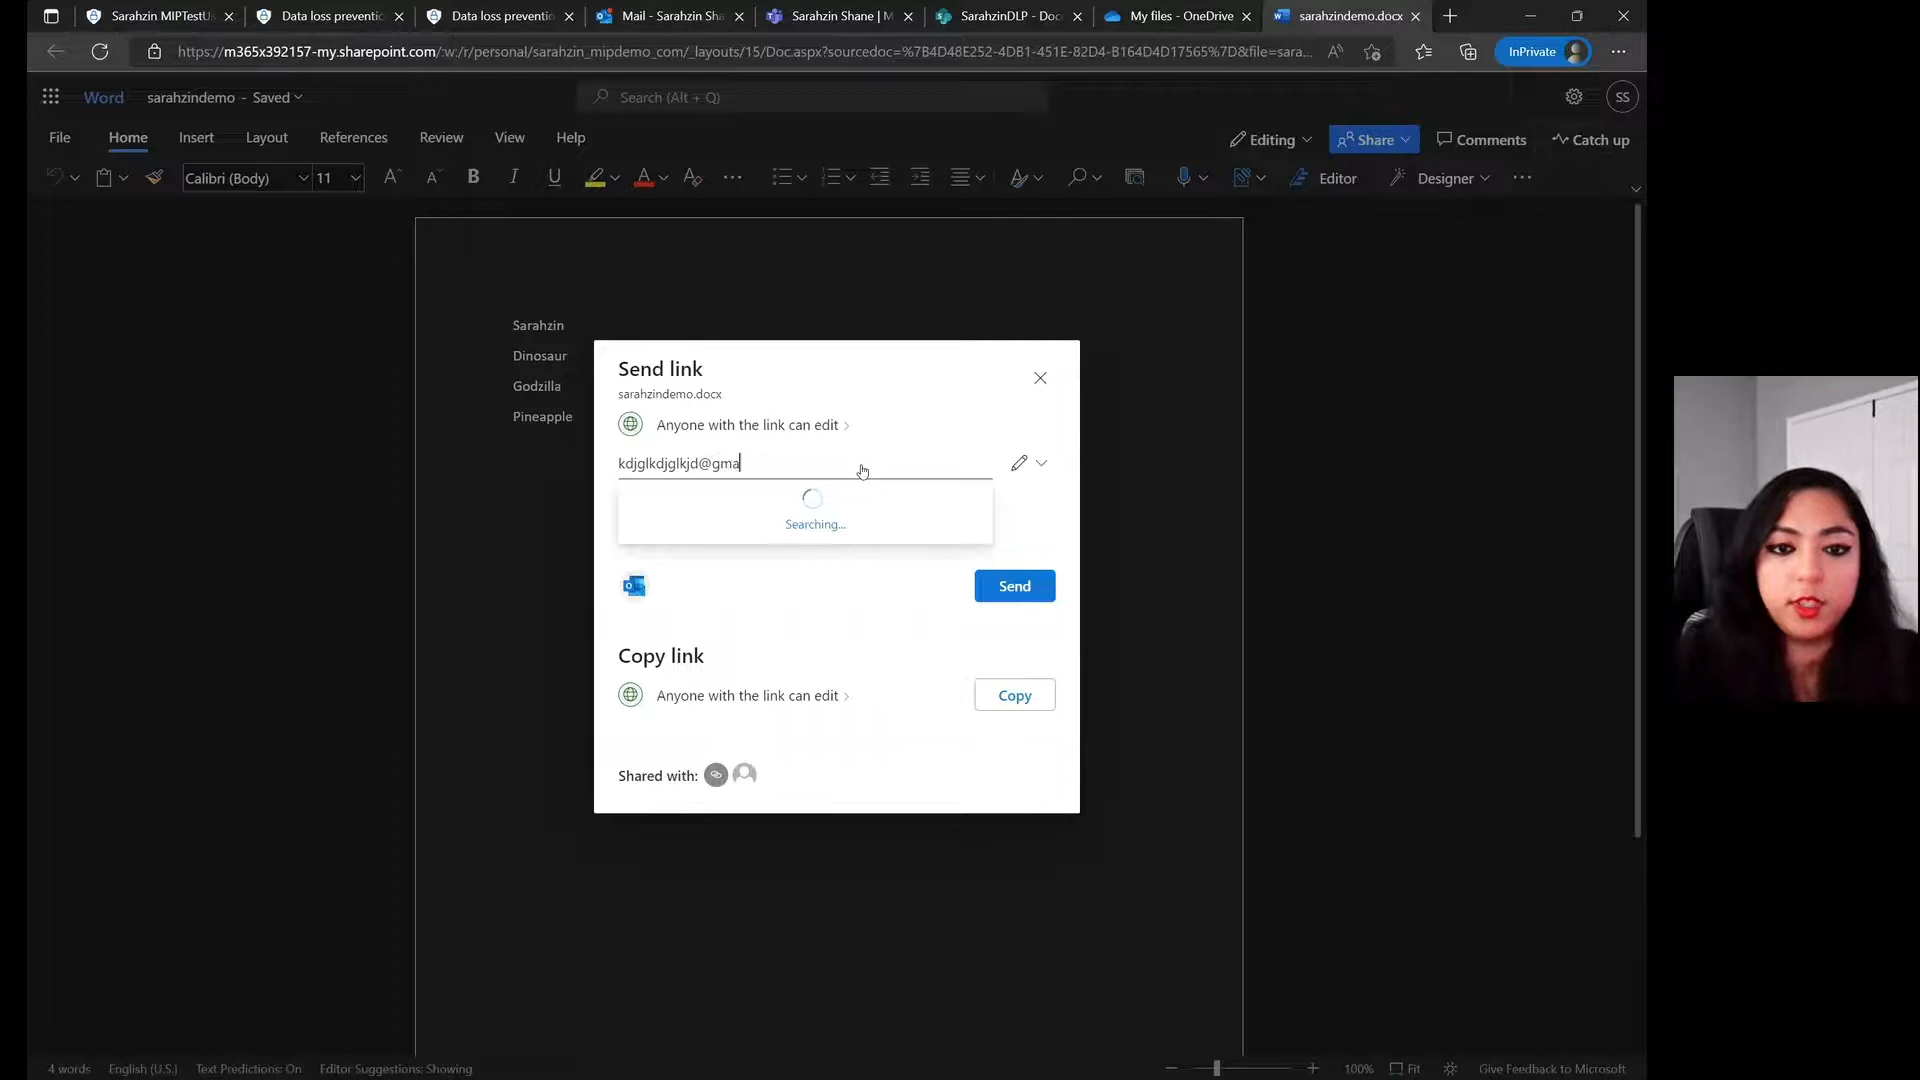 Sarahzin MIPTestU
Data loss preventic
Data loss preventic
Mail - Sarahzin Sha
Sarahzin Shane | M
SarahzinDLP - Doc
My files - OneDrive
sarahzindemo.docx
https://m365x392157-my.sharepoint.com/:w:/r/personal/sarahzin_mipdemo_com/_layouts/15/Doc.aspx?sourcedoc=%7B4D48E252-4DB1-451E-82D4-B164D4D17565%7D&file=sara...
InPrivate
Word
sarahzindemo - Saved
Search (Alt + Q)
SS
File
Home
Insert
Layout
References
Review
View
Help
Editing
Share
Comments
Catch up
Calibri (Body)
11
Editor
Designer
Sarahzin
Dinosaur
Godzilla
Pineapple
Send link
sarahzindemo.docx
Anyone with the link can edit
kdjglkdjglkjd@gma
Searching...
Send
Copy link
Anyone with the link can edit
Copy
Shared with:
4 words
English (U.S.)
Text Predictions: On
Editor Suggestions: Showing
100%
Fit
Give Feedback to Microsoft